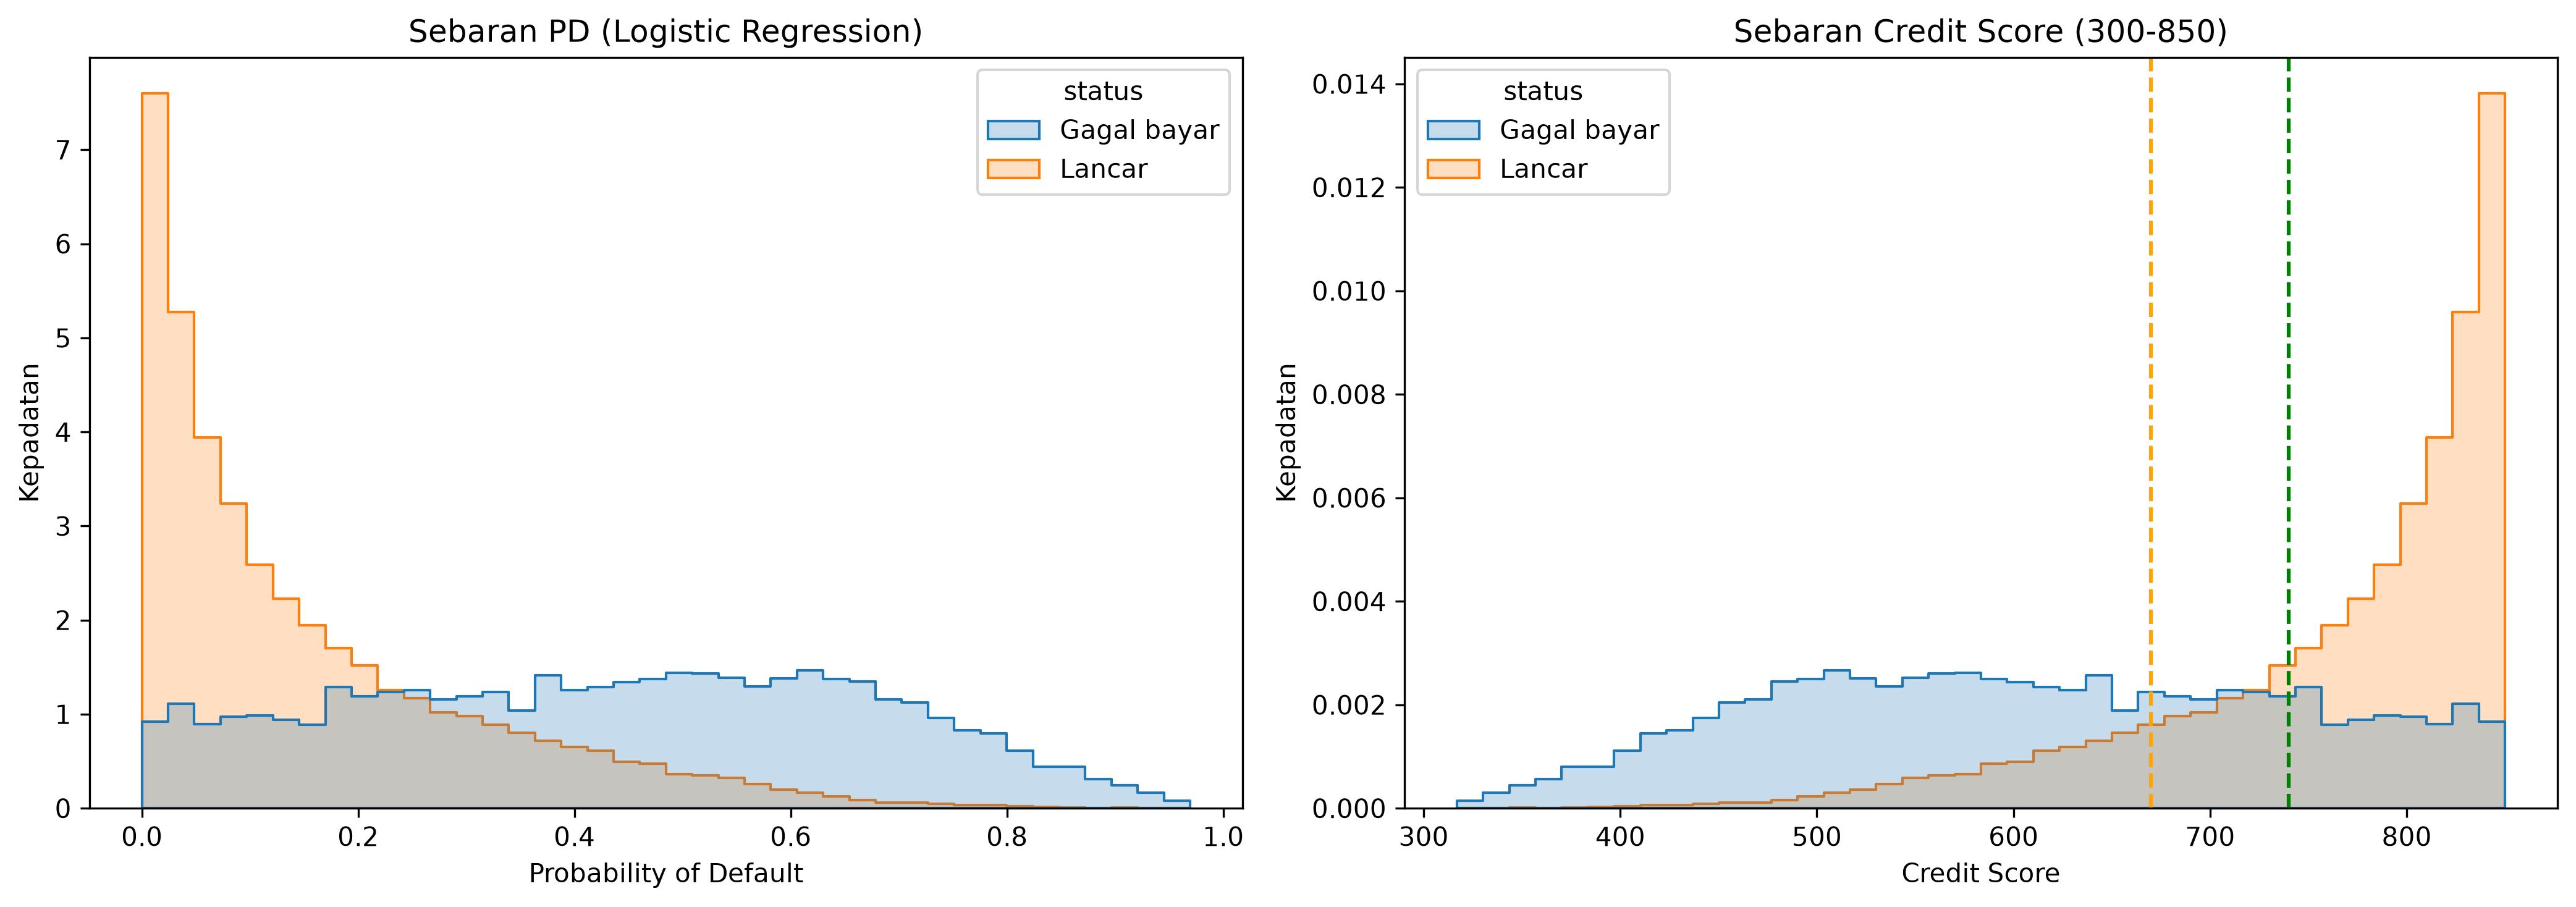 Sebaran PD (Logistic Regression)
status
Gagal bayar
Lancar
Kepadatan
7
6
5
4
3
2
1
0
0.0 0.2 0.4 0.6 0.8 1.0
Probability of Default
Sebaran Credit Score (300-850)
status
Gagal bayar
Lancar
Kepadatan
0.014
0.012
0.010
0.008
0.006
0.004
0.002
0.000
300 400 500 600 700 800
Credit Score